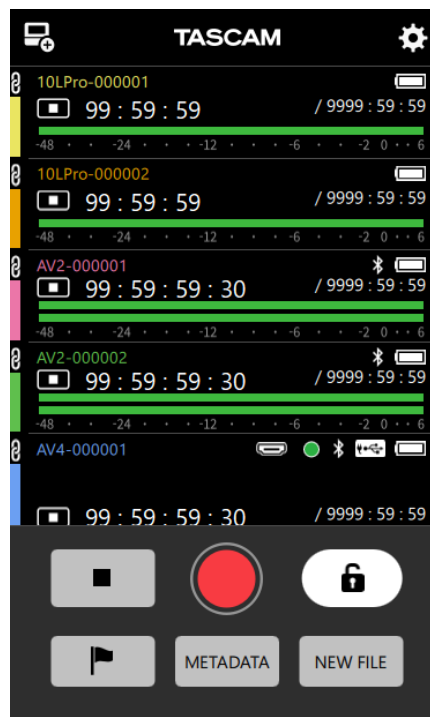 TASCAM
10LPro-000001
99 : 59 : 59 / 9999 : 59 : 59
-48 · · -24 · · -12 · · · -6 · · -2 0 · · 6
10LPro-000002
99 : 59 : 59 / 9999 : 59 : 59
-48 · · -24 · · -12 · · · -6 · · -2 0 · · 6
AV2-000001
99 : 59 : 59 : 30 / 9999 : 59 : 59
-48 · · -24 · · -12 · · · -6 · · -2 0 · · 6
AV2-000002
99 : 59 : 59 : 30 / 9999 : 59 : 59
-48 · · -24 · · -12 · · · -6 · · -2 0 · · 6
AV4-000001
99 : 59 : 59 : 30 / 9999 : 59 : 59
METADATA NEW FILE